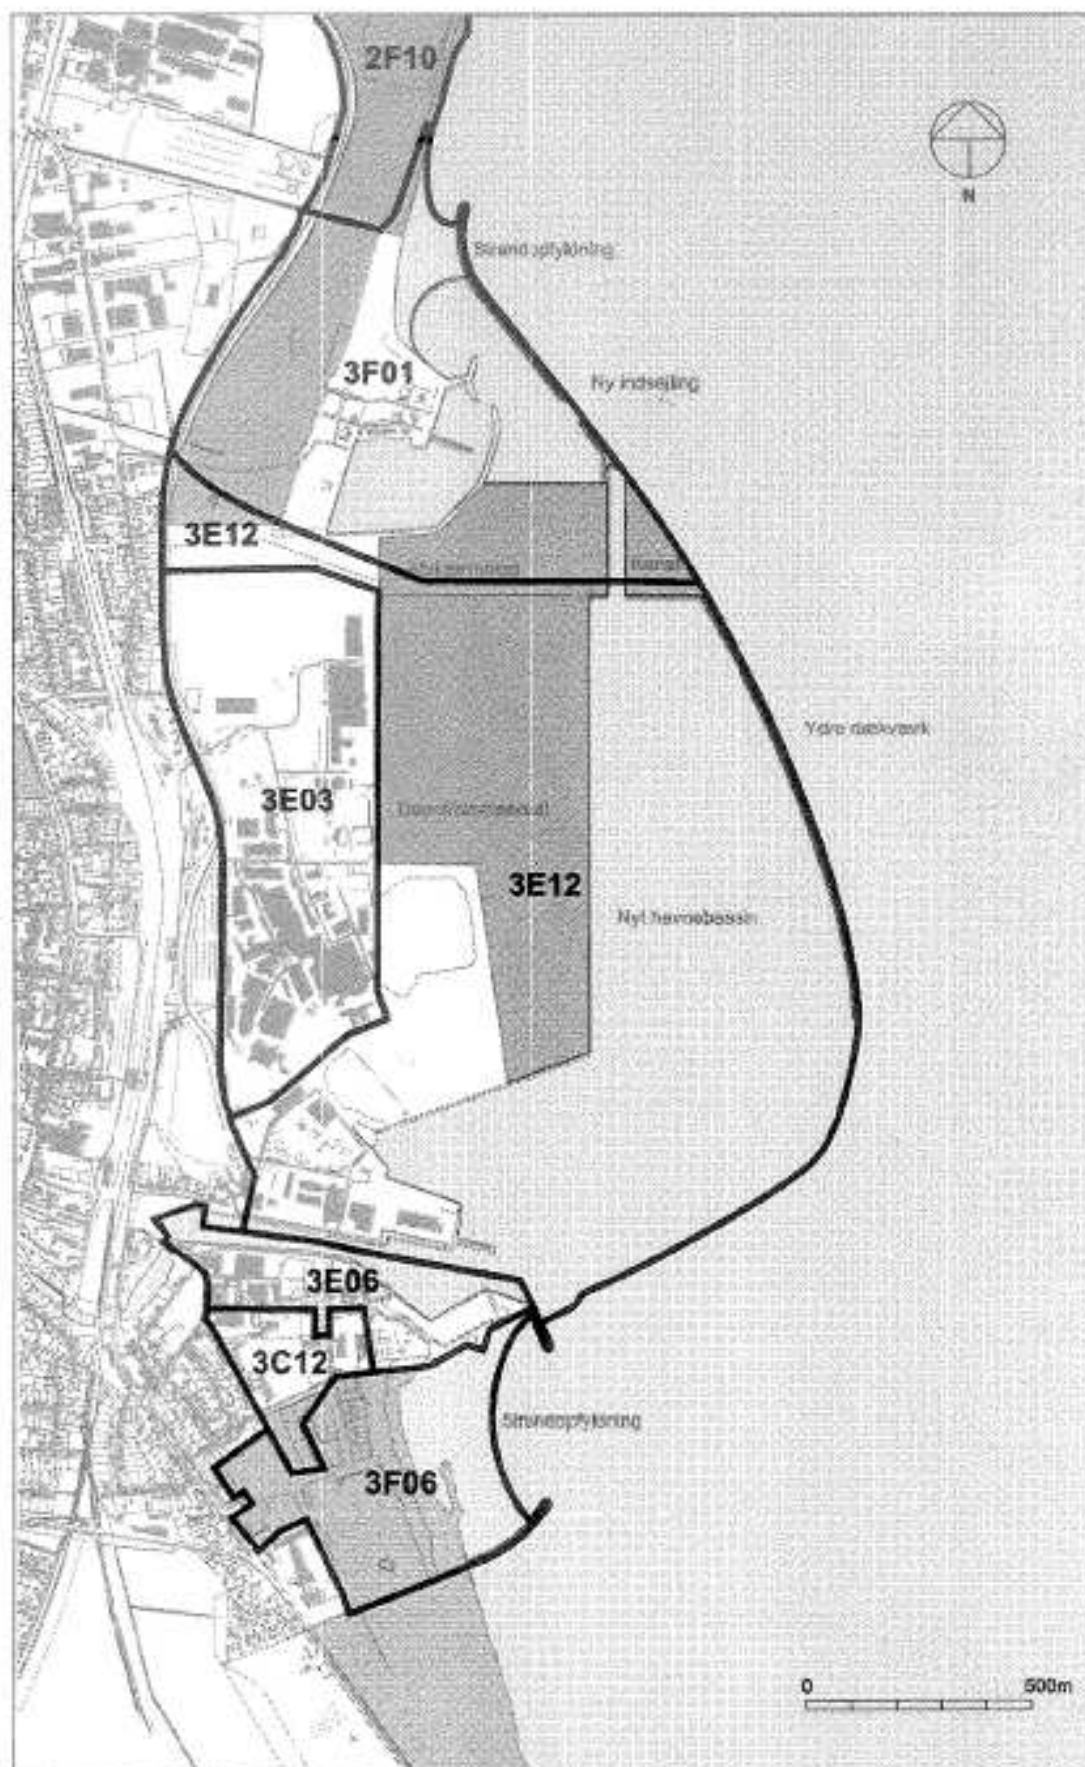 2F10
N
Strandopfyldning
Ny indsejling
3F01
3E12
Ydre dækværk
3E03
3E12
Nyt havnebassin
3E06
3C12
Strandopfyldning
3F06
0 500m